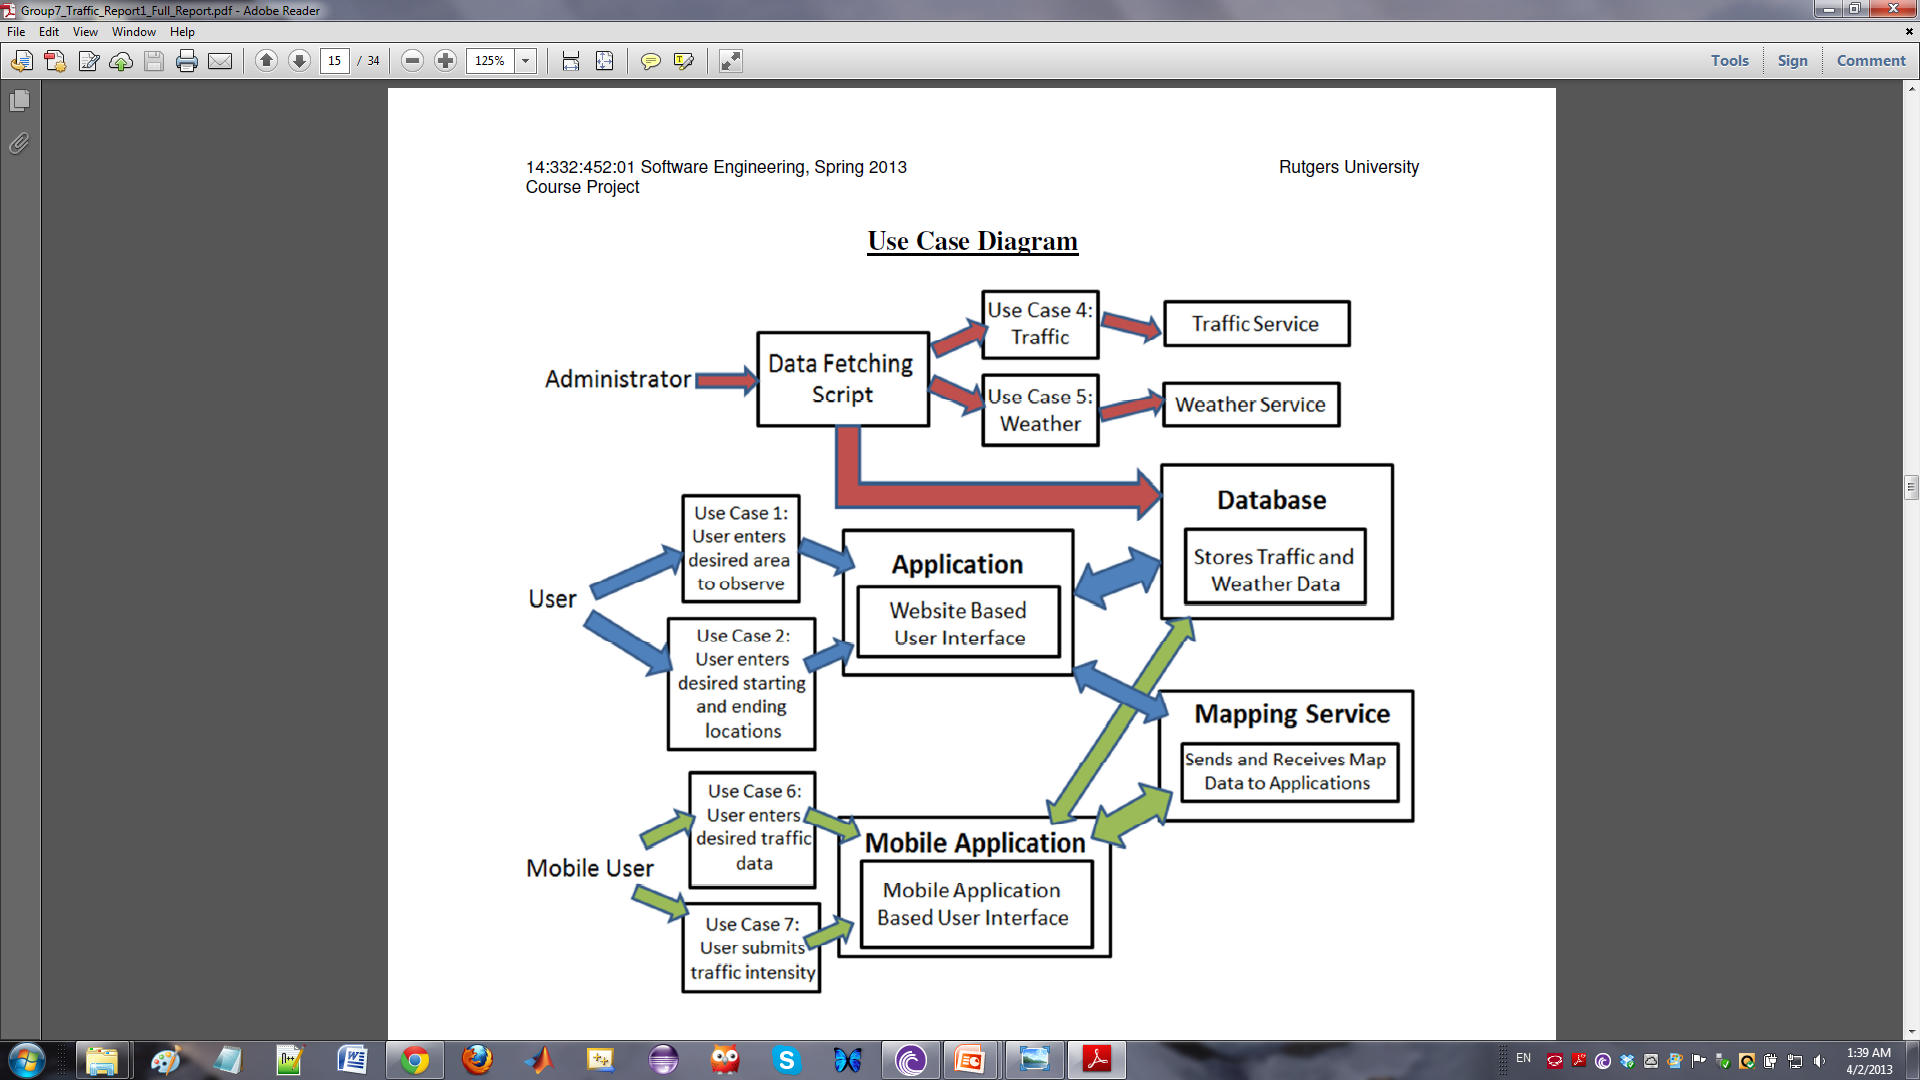 Group7_Traffic_Report1_Full_Report.pdf - Adobe Reader
File Edit View Window Help
15 / 34 125% Tools Sign Comment
14:332:452:01 Software Engineering, Spring 2013 Rutgers University
Course Project
Use Case Diagram
Administrator
Data Fetching
Script
Use Case 4:
Traffic
Traffic Service
Use Case 5:
Weather
Weather Service
Database
Stores Traffic and
Weather Data
User
Use Case 1:
User enters
desired area
to observe
Use Case 2:
User enters
desired starting
and ending
locations
Application
Website Based
User Interface
Mapping Service
Sends and Receives Map
Data to Applications
Mobile User
Use Case 6:
User enters
desired traffic
data
Use Case 7:
User submits
traffic intensity
Mobile Application
Mobile Application
Based User Interface
EN
1:39 AM
4/2/2013